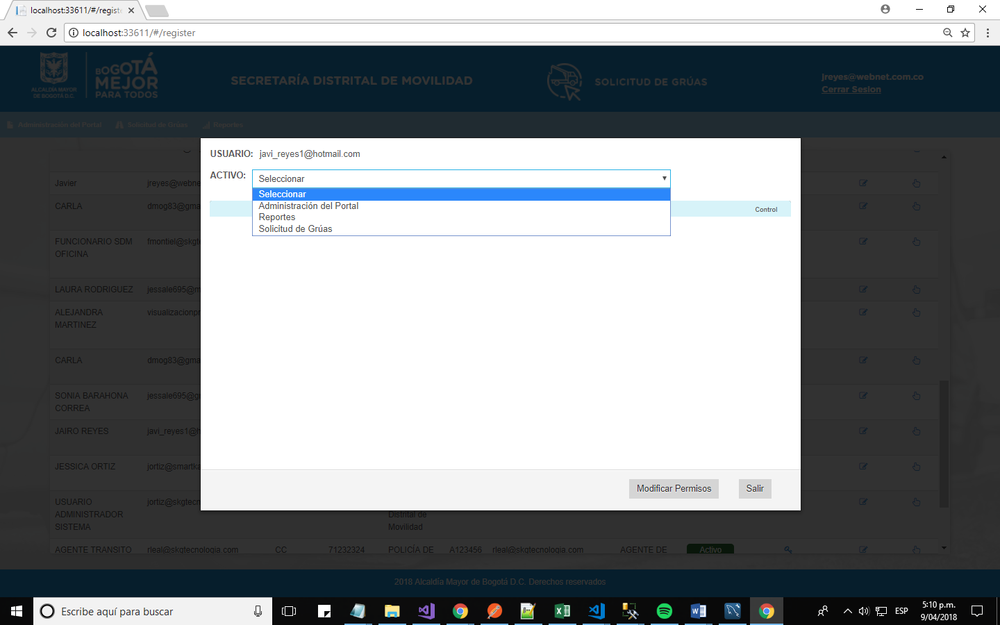 localhost:33611/#/registe
localhost:33611/#/register
ALCALDÍA MAYOR
DE BOGOTÁ D.C.
BOGOTÁ
MEJOR
PARA TODOS
SECRETARÍA DISTRITAL DE MOVILIDAD
SOLICITUD DE GRÚAS
jreyes@webnet.com.co
Cerrar Sesion
Administración del Portal
Solicitud de Grúas
Reportes
USUARIO: javi_reyes1@hotmail.com
ACTIVO: Seleccionar
Seleccionar
Administración del Portal
Reportes
Solicitud de Grúas
Control
Javier jreyes@webne
CARLA dmog83@gma
FUNCIONARIO SDM fmontiel@skgte
OFICINA
LAURA RODRIGUEZ jessale695@m
ALEJANDRA visualizacionpr
MARTINEZ
CARLA dmog83@gma
SONIA BARAHONA jessale695@g
CORREA
JAIRO REYES javi_reyes1@h
JESSICA ORTIZ jortiz@smartks
USUARIO jortiz@skgtecn
ADMINISTRADOR Distrital de
SISTEMA Movilidad
Modificar Permisos Salir
AGENTE TRANSITO rleal@skgtecnologia.com CC 71232324 POLICÍA DE A123456 rleal@skgtecnologia.com AGENTE DE Activo
2018 Alcaldía Mayor de Bogotá D.C. Derechos reservados
Escribe aquí para buscar
ESP
5:10 p.m.
9/04/2018